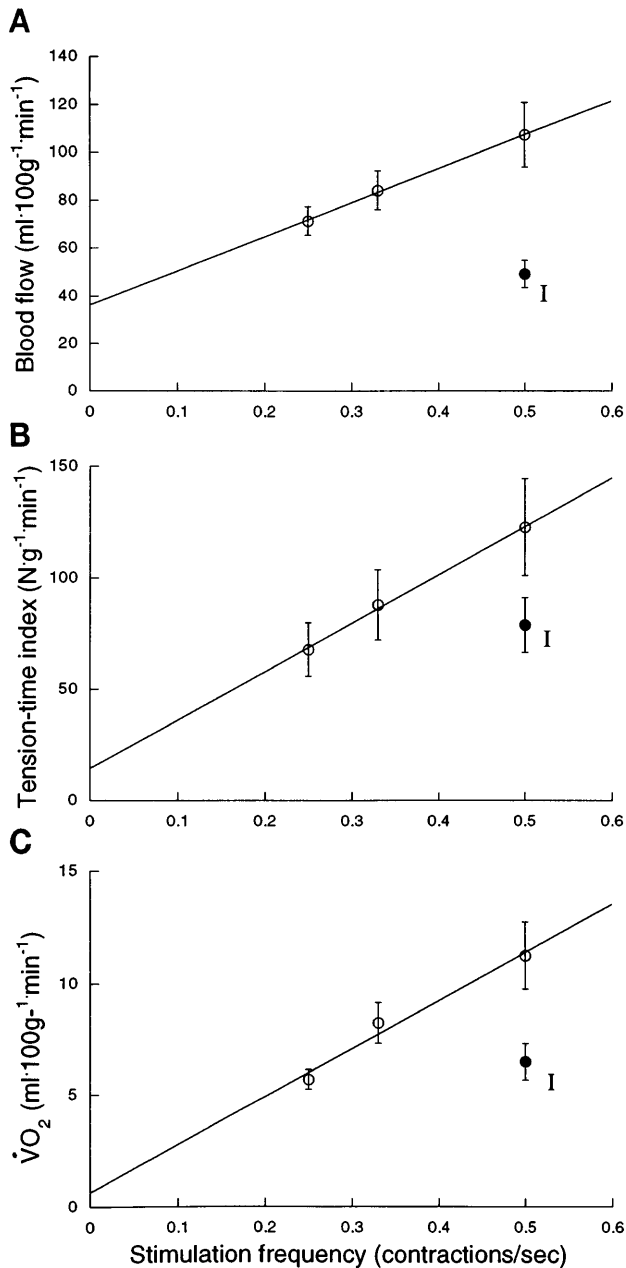 A
Blood flow (ml·100g⁻¹·min⁻¹)
140
120
100
80
60
40
20
0
I
0 0.1 0.2 0.3 0.4 0.5 0.6
B
Tension-time index (N·g⁻¹·min⁻¹)
150
100
50
0
I
0 0.1 0.2 0.3 0.4 0.5 0.6
C
V̇O₂ (ml·100g-¹·min⁻¹)
15
10
5
0
I
0 0.1 0.2 0.3 0.4 0.5 0.6
Stimulation frequency (contractions/sec)